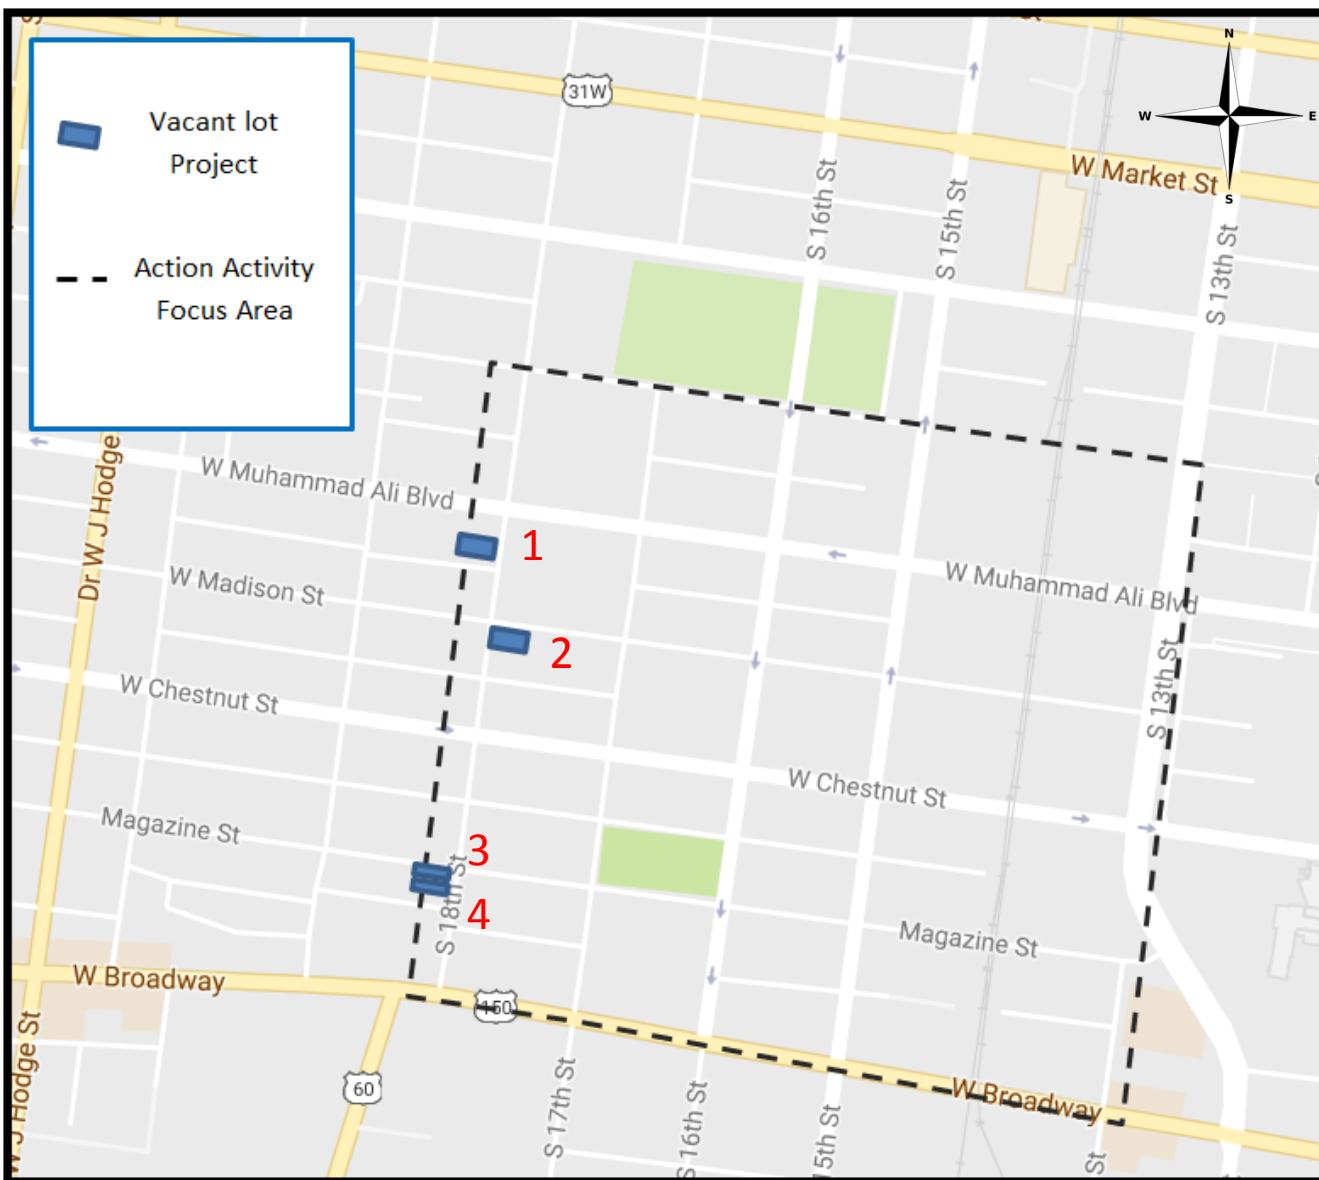 N
W
E
S
Vacant lot
Project
Action Activity
Focus Area
31W
W Market St
S 16th St
S 15th St
S 13th St
Dr W J Hodge
W Muhammad Ali Blvd
1
W Madison St
2
W Muhammad Ali Blvd
S 13th St
W Chestnut St
W Chestnut St
Magazine St
3
4
S 18th St
Magazine St
W Broadway
150
60
W Broadway
W J Hodge St
S 17th St
S 16th St
15th St
St